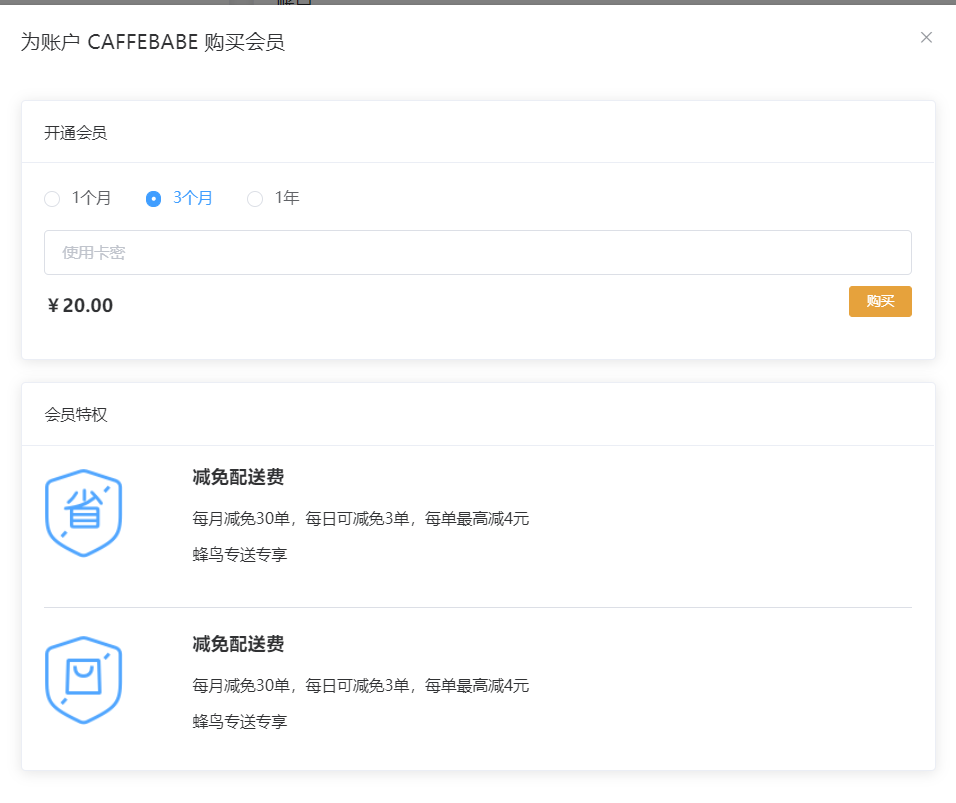 为账户 CAFFEBABE 购买会员
开通会员
1个月 3个月 1年
使用卡密
¥20.00 购买
会员特权
省
减免配送费
每月减免30单，每日可减免3单，每单最高减4元
蜂鸟专送专享
减免配送费
每月减免30单，每日可减免3单，每单最高减4元
蜂鸟专送专享